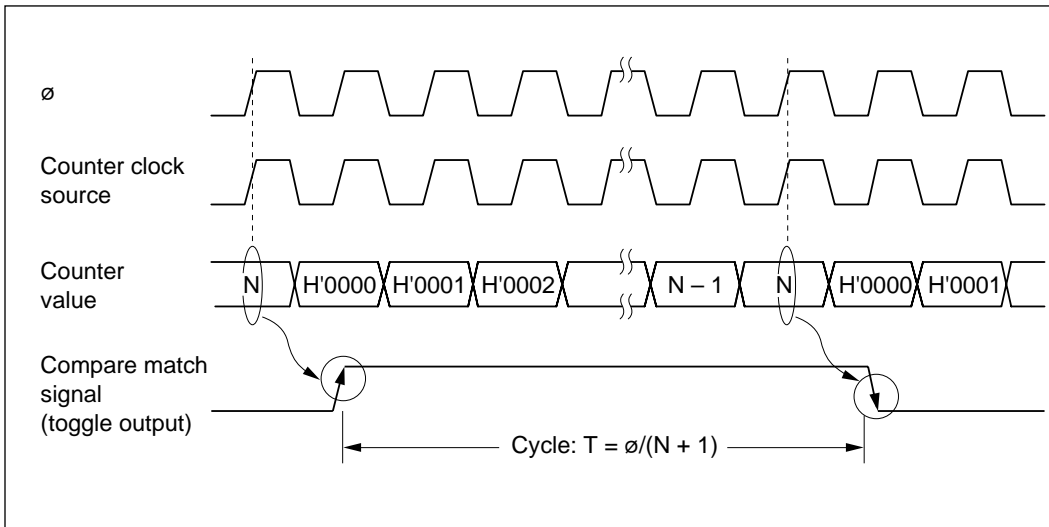 ø
Counter clock
source
Counter
value
N H'0000 H'0001 H'0002 N – 1 N H'0000 H'0001
Compare match
signal
(toggle output)
Cycle: T = ø/(N + 1)